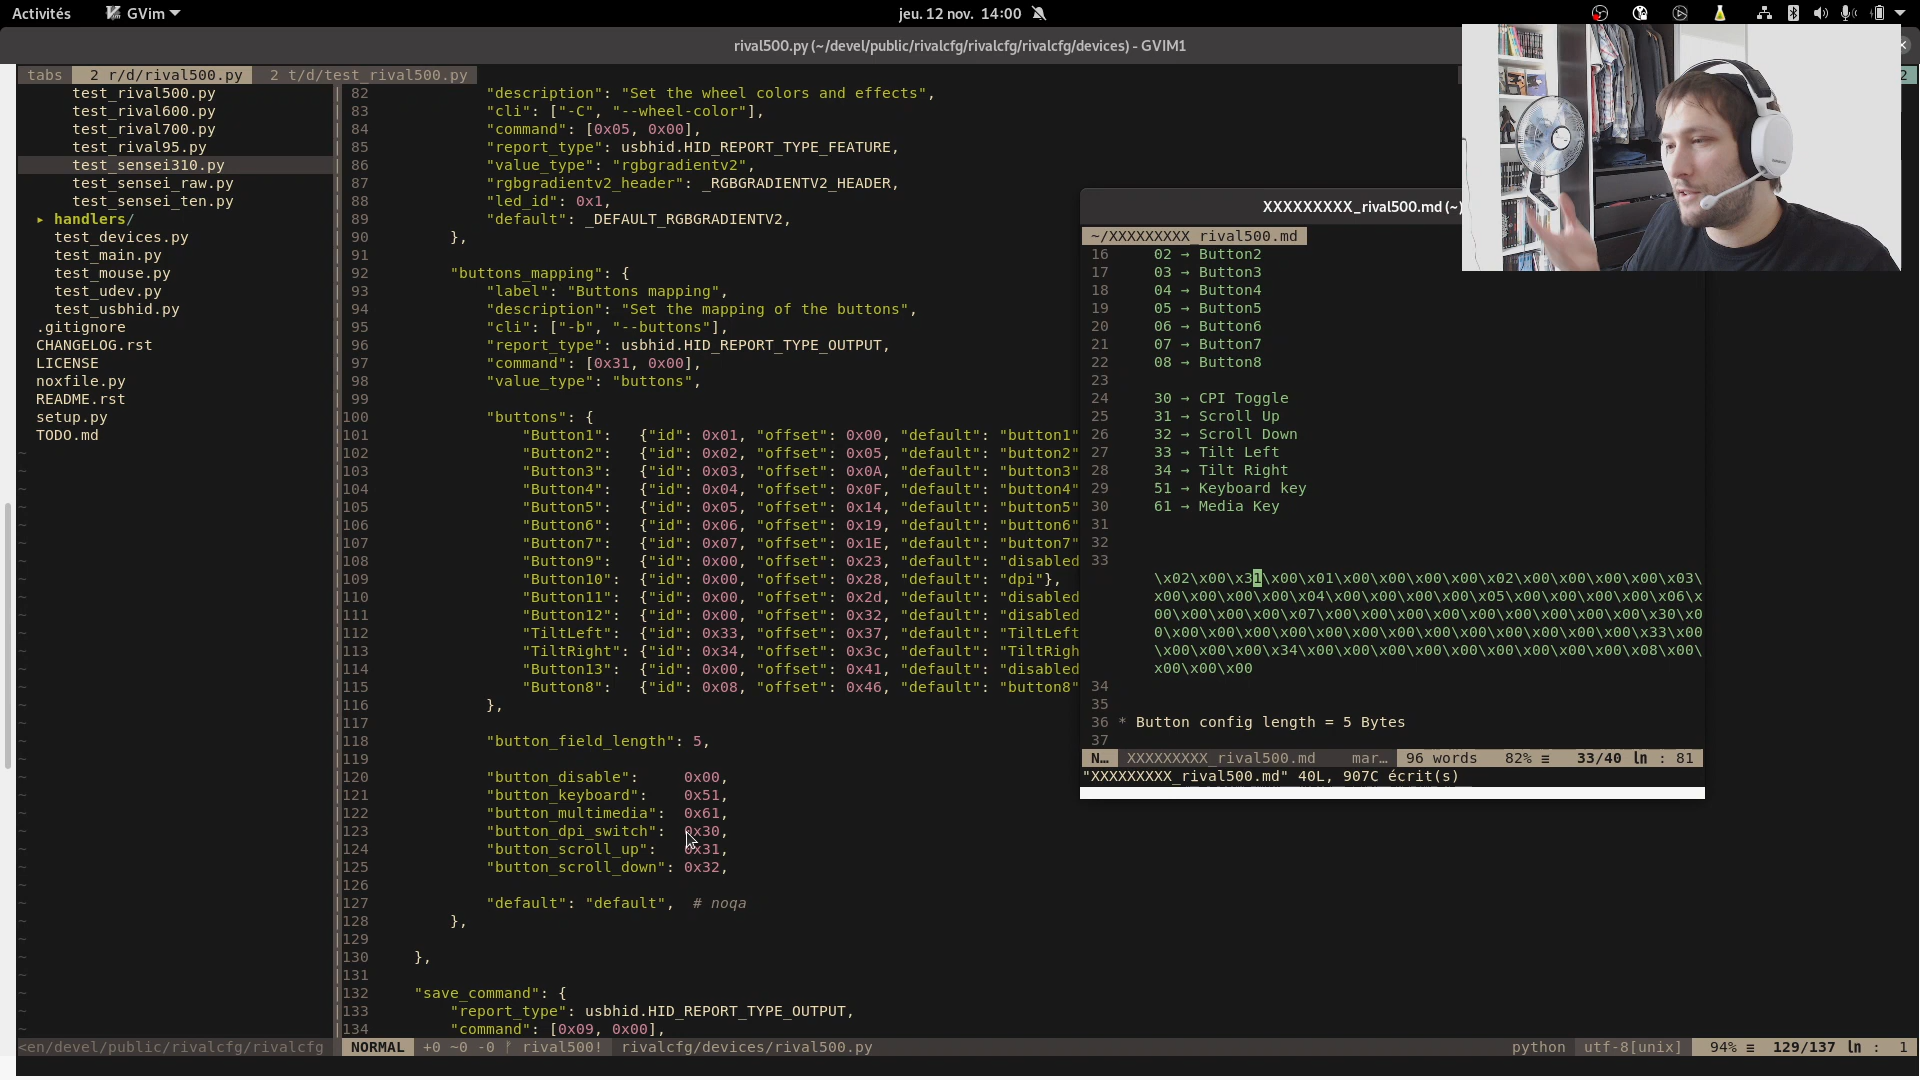 Activités GVim jeu. 12 nov. 14:00
rival500.py (~/devel/public/rivalcfg/rivalcfg/rivalcfg/devices) - GVIM1
tabs 2 r/d/rival500.py 2 t/d/test_rival500.py 2
test_rival500.py
test_rival600.py
test_rival700.py
test_rival95.py
test_sensei310.py
test_sensei_raw.py
test_sensei_ten.py
▸ handlers/
test_devices.py
test_main.py
test_mouse.py
test_udev.py
test_usbhid.py
.gitignore
CHANGELOG.rst
LICENSE
noxfile.py
README.rst
setup.py
TODO.md
<en/devel/public/rivalcfg/rivalcfg
82 "description": "Set the wheel colors and effects",
83 "cli": ["-C", "--wheel-color"],
84 "command": [0x05, 0x00],
85 "report_type": usbhid.HID_REPORT_TYPE_FEATURE,
86 "value_type": "rgbgradientv2",
87 "rgbgradientv2_header": _RGBGRADIENTV2_HEADER,
88 "led_id": 0x1,
89 "default": _DEFAULT_RGBGRADIENTV2,
90 },
91
92 "buttons_mapping": {
93 "label": "Buttons mapping",
94 "description": "Set the mapping of the buttons",
95 "cli": ["-b", "--buttons"],
96 "report_type": usbhid.HID_REPORT_TYPE_OUTPUT,
97 "command": [0x31, 0x00],
98 "value_type": "buttons",
99
100 "buttons": {
101 "Button1": {"id": 0x01, "offset": 0x00, "default": "button1"
102 "Button2": {"id": 0x02, "offset": 0x05, "default": "button2"
103 "Button3": {"id": 0x03, "offset": 0x0A, "default": "button3"
104 "Button4": {"id": 0x04, "offset": 0x0F, "default": "button4"
105 "Button5": {"id": 0x05, "offset": 0x14, "default": "button5"
106 "Button6": {"id": 0x06, "offset": 0x19, "default": "button6"
107 "Button7": {"id": 0x07, "offset": 0x1E, "default": "button7"
108 "Button9": {"id": 0x00, "offset": 0x23, "default": "disabled
109 "Button10": {"id": 0x00, "offset": 0x28, "default": "dpi"},
110 "Button11": {"id": 0x00, "offset": 0x2d, "default": "disabled
111 "Button12": {"id": 0x00, "offset": 0x32, "default": "disabled
112 "TiltLeft": {"id": 0x33, "offset": 0x37, "default": "TiltLeft
113 "TiltRight": {"id": 0x34, "offset": 0x3c, "default": "TiltRigh
114 "Button13": {"id": 0x00, "offset": 0x41, "default": "disabled
115 "Button8": {"id": 0x08, "offset": 0x46, "default": "button8"
116 },
117
118 "button_field_length": 5,
119
120 "button_disable": 0x00,
121 "button_keyboard": 0x51,
122 "button_multimedia": 0x61,
123 "button_dpi_switch": 0x30,
124 "button_scroll_up": 0x31,
125 "button_scroll_down": 0x32,
126
127 "default": "default", # noqa
128 },
129
130 },
131
132 "save_command": {
133 "report_type": usbhid.HID_REPORT_TYPE_OUTPUT,
134 "command": [0x09, 0x00],
NORMAL +0 ~0 -0 rival500! rivalcfg/devices/rival500.py python utf-8[unix] 94% ≡ 129/137 ln : 1
XXXXXXXXX_rival500.md (~)
~/XXXXXXXXX_rival500.md
16 02 → Button2
17 03 → Button3
18 04 → Button4
19 05 → Button5
20 06 → Button6
21 07 → Button7
22 08 → Button8
23
24 30 → CPI Toggle
25 31 → Scroll Up
26 32 → Scroll Down
27 33 → Tilt Left
28 34 → Tilt Right
29 51 → Keyboard key
30 61 → Media Key
31
32
33
\x02\x00\x31\x00\x01\x00\x00\x00\x00\x02\x00\x00\x00\x00\x03\
x00\x00\x00\x00\x04\x00\x00\x00\x00\x05\x00\x00\x00\x00\x06\x
00\x00\x00\x00\x07\x00\x00\x00\x00\x00\x00\x00\x00\x00\x30\x0
0\x00\x00\x00\x00\x00\x00\x00\x00\x00\x00\x00\x00\x00\x33\x00
\x00\x00\x00\x34\x00\x00\x00\x00\x00\x00\x00\x00\x00\x08\x00\
x00\x00\x00
34
35
36 * Button config length = 5 Bytes
37
N… XXXXXXXXX_rival500.md mar… 96 words 82% ≡ 33/40 ln : 81
"XXXXXXXXX_rival500.md" 40L, 907C écrit(s)